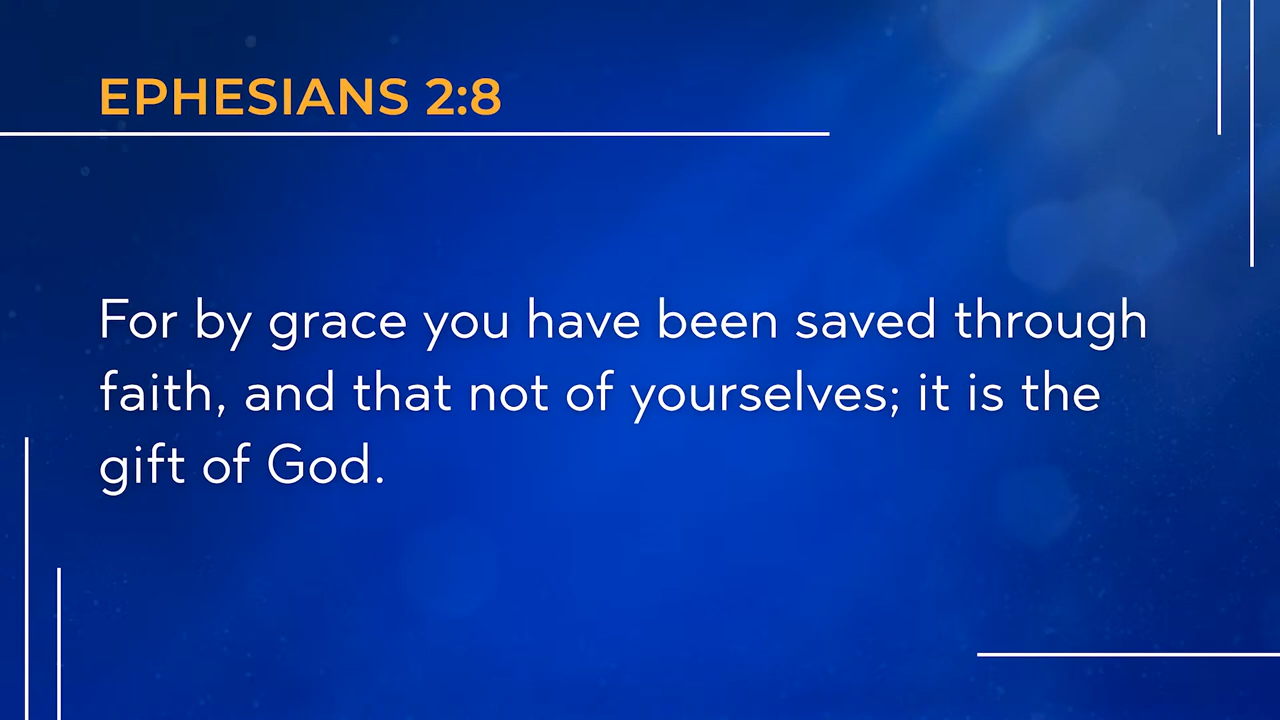 EPHESIANS 2:8
For by grace you have been saved through
faith, and that not of yourselves; it is the
gift of God.